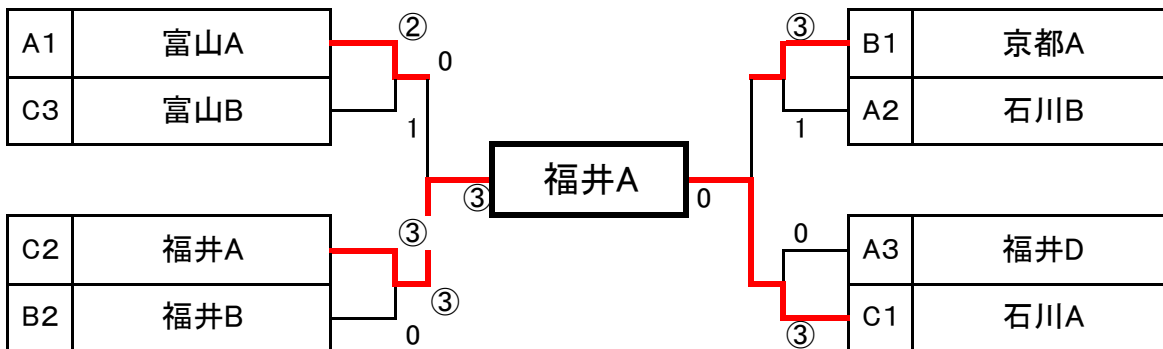 A1 富山A ② 0 ③ B1 京都A
C3 富山B 1 1 A2 石川B
③ 福井A 0
C2 福井A ③ 0 A3 福井D
B2 福井B 0 ③ ③ C1 石川A